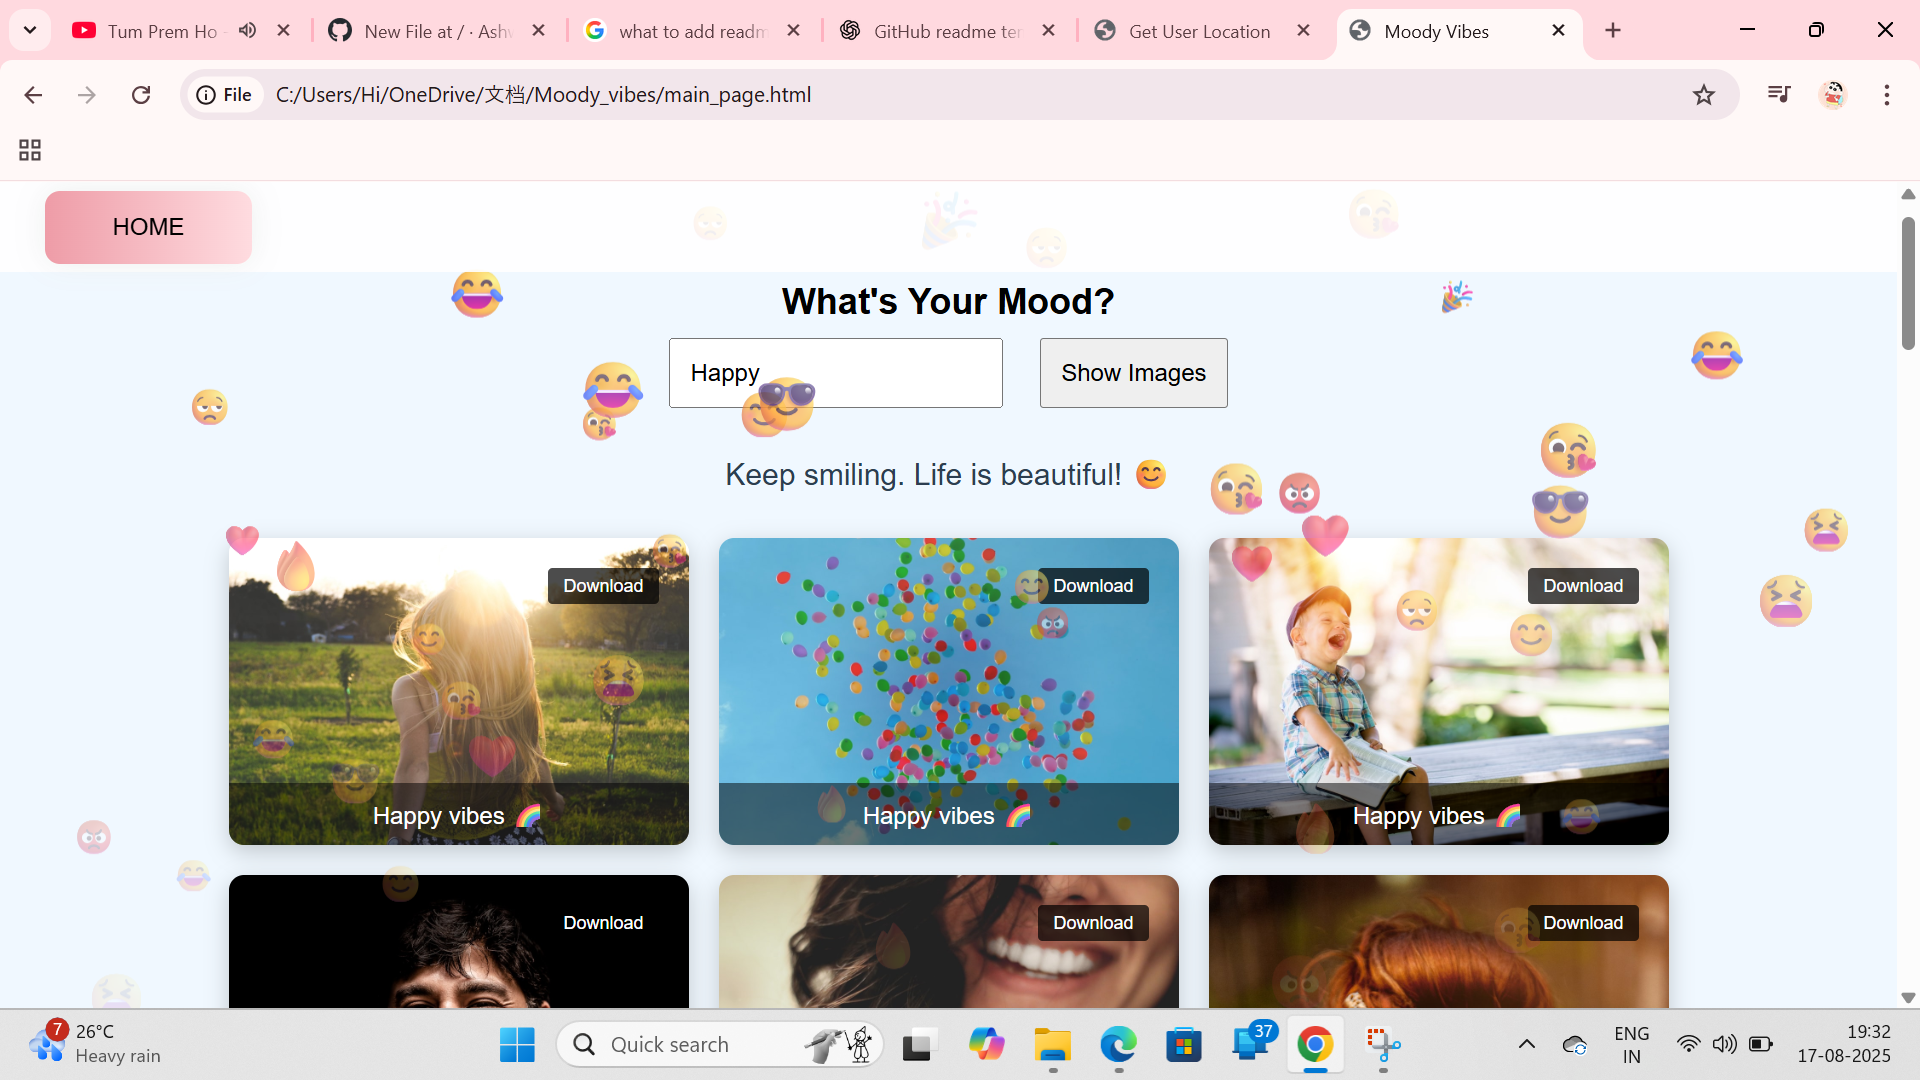 Tum Prem Ho -
New File at / · Ash
what to add readm
GitHub readme ter
Get User Location
Moody Vibes
File
C:/Users/Hi/OneDrive/文档/Moody_vibes/main_page.html
HOME
What's Your Mood?
Happy
Show Images
Keep smiling. Life is beautiful! 😊
Download
Download
Download
Happy vibes 🌈
Happy vibes 🌈
Happy vibes 🌈
Download
Download
Download
7
26°C
Heavy rain
Quick search
37
ENG
IN
19:32
17-08-2025